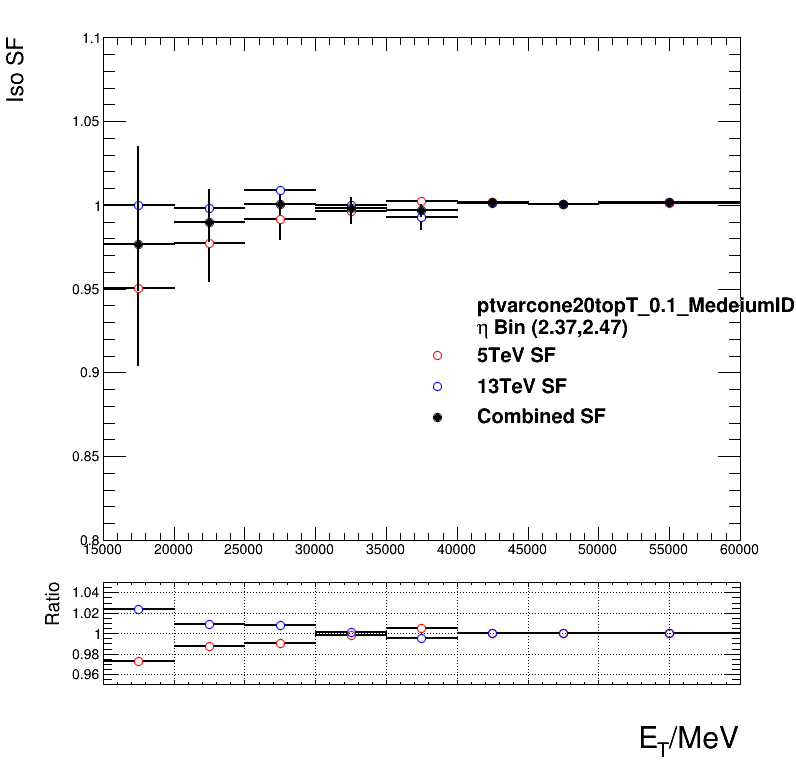 Iso SF
1.1
1.05
1
0.95
0.9
0.85
0.8
ptvarcone20topT_0.1_MedeiumID
η Bin (2.37,2.47)
5TeV SF
13TeV SF
Combined SF
15000 20000 25000 30000 35000 40000 45000 50000 55000 60000
Ratio
1.04
1.02
1
0.98
0.96
E_T/MeV